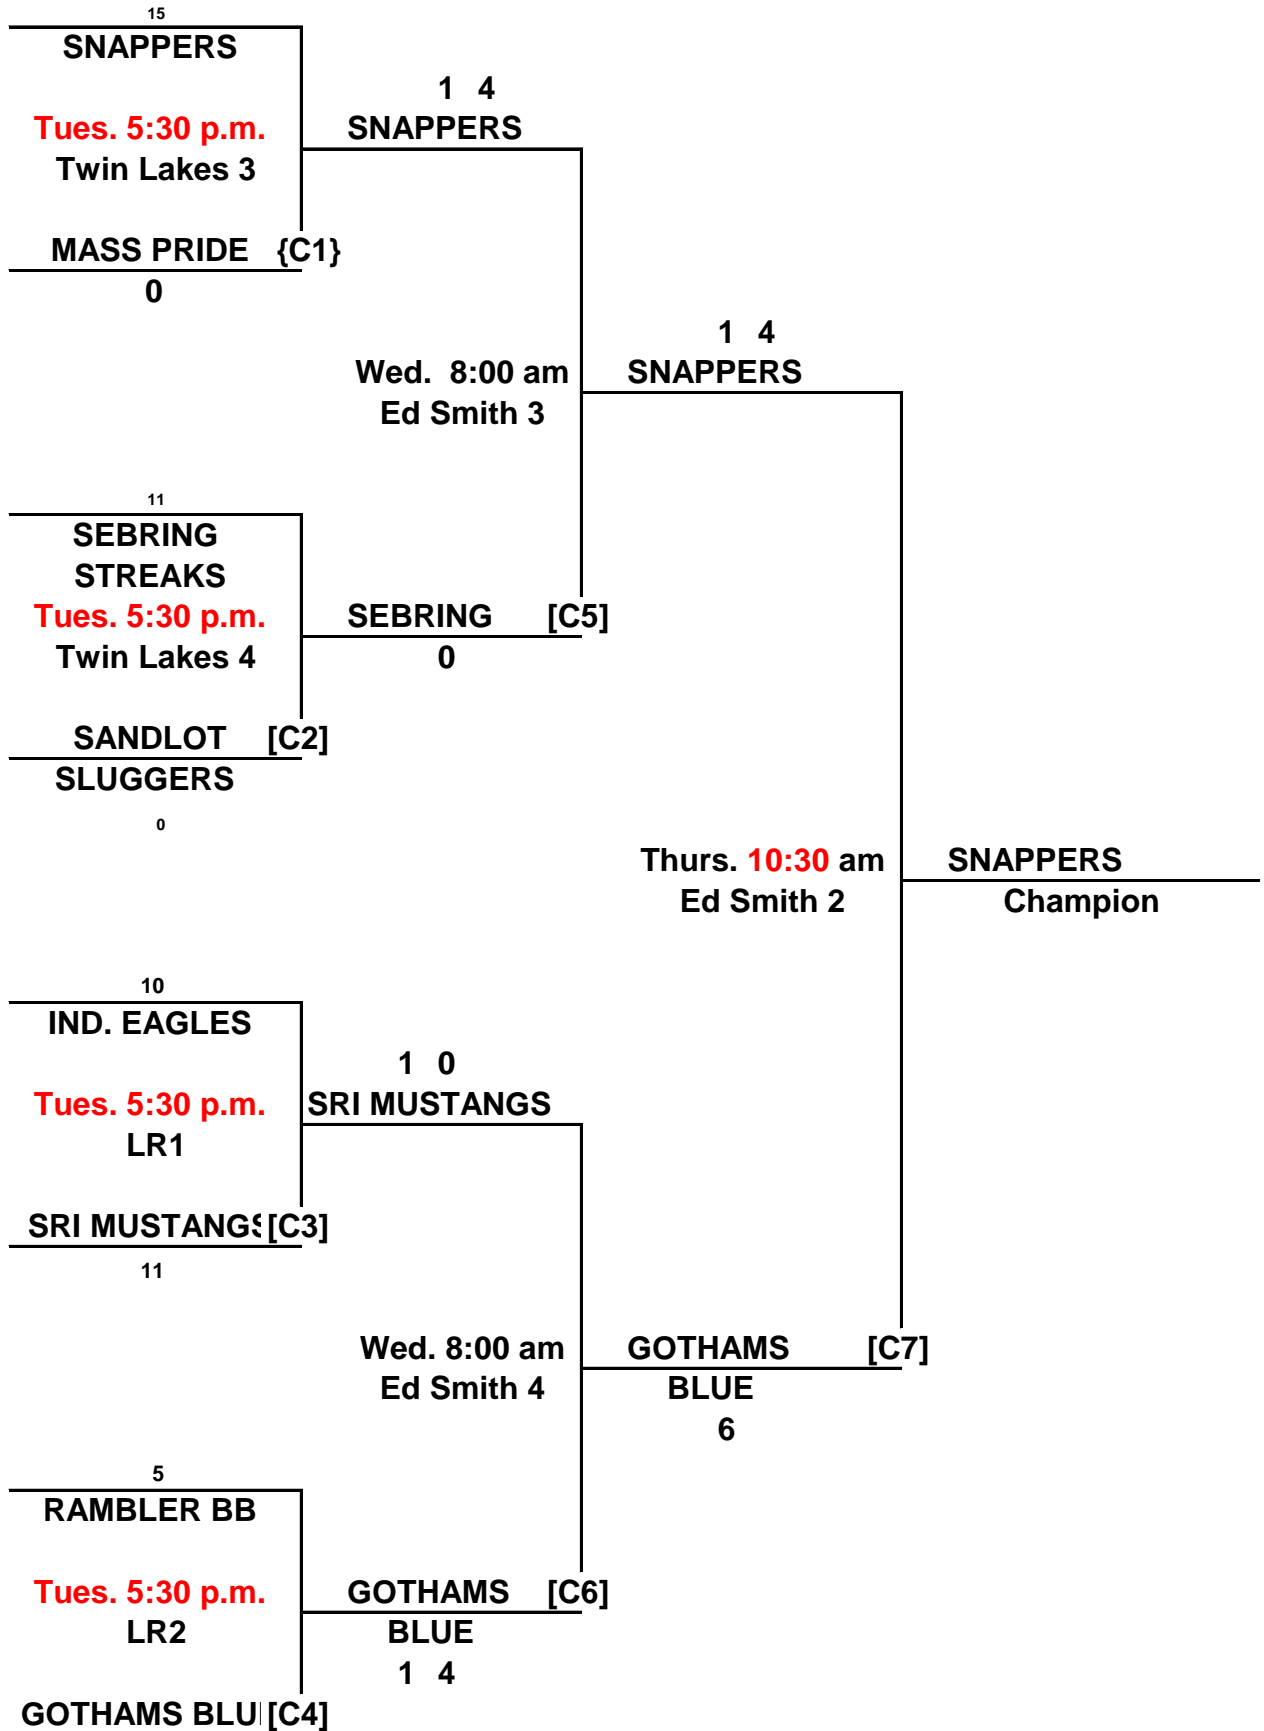 15
SNAPPERS
1 4
Tues. 5:30 p.m.
SNAPPERS
Twin Lakes 3
MASS PRIDE {C1}
0
1 4
Wed. 8:00 am
SNAPPERS
Ed Smith 3
11
SEBRING
STREAKS
Tues. 5:30 p.m.
SEBRING [C5]
Twin Lakes 4
0
SANDLOT [C2]
SLUGGERS
0
Thurs. 10:30 am
SNAPPERS
Ed Smith 2
Champion
10
IND. EAGLES
1 0
Tues. 5:30 p.m.
SRI MUSTANGS
LR1
SRI MUSTANGS [C3]
11
Wed. 8:00 am
GOTHAMS [C7]
Ed Smith 4
BLUE
6
5
RAMBLER BB
Tues. 5:30 p.m.
GOTHAMS [C6]
LR2
BLUE
1 4
GOTHAMS BLU [C4]